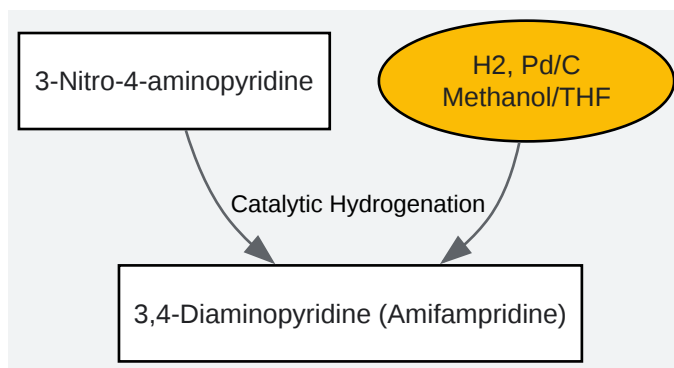 3-Nitro-4-aminopyridine
H2, Pd/C
Methanol/THF
Catalytic Hydrogenation
3,4-Diaminopyridine (Amifampridine)